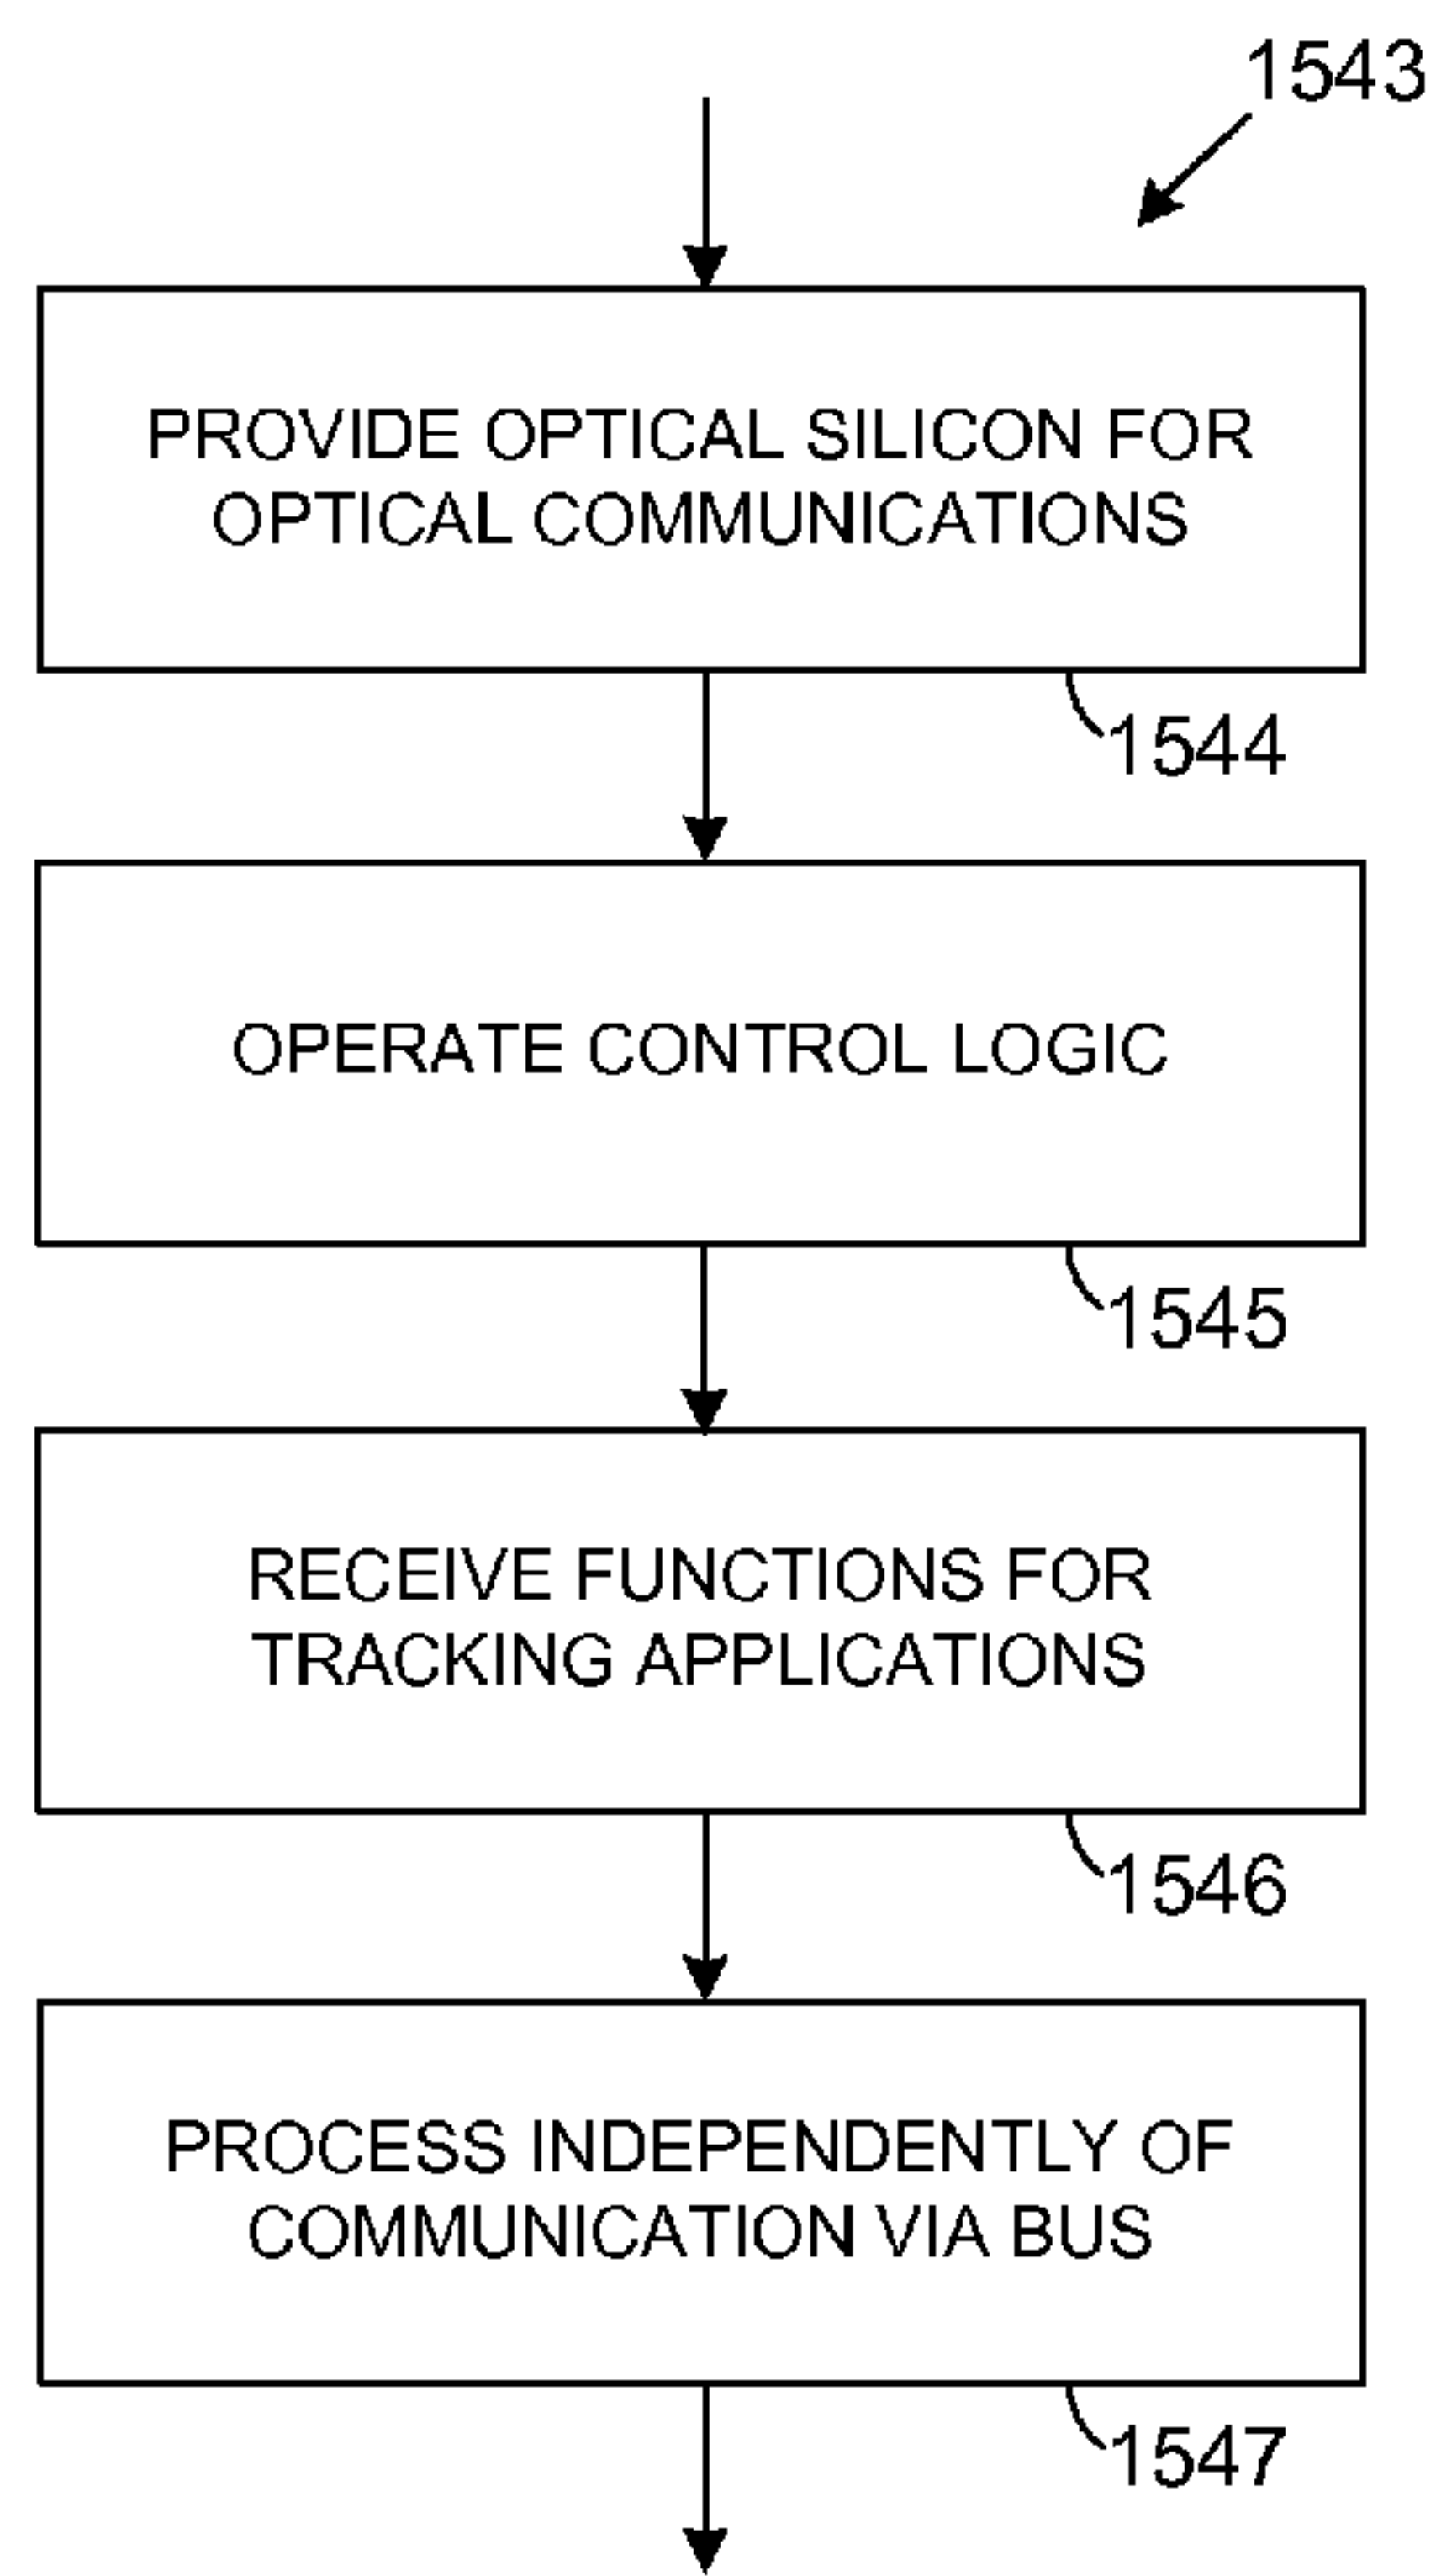 1543
PROVIDE OPTICAL SILICON FOR
OPTICAL COMMUNICATIONS
1544
OPERATE CONTROL LOGIC
1545
RECEIVE FUNCTIONS FOR
TRACKING APPLICATIONS
1546
PROCESS INDEPENDENTLY OF
COMMUNICATION VIA BUS
1547